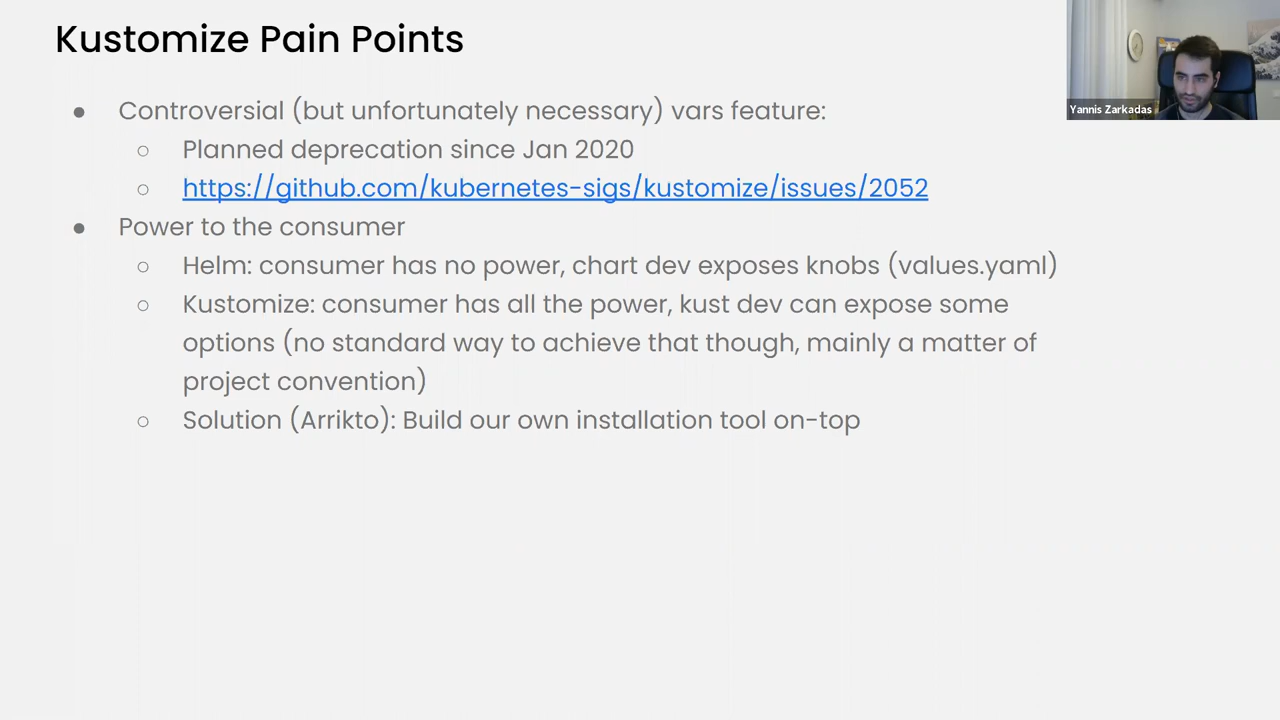 Kustomize Pain Points
Yannis Zarkadas
● Controversial (but unfortunately necessary) vars feature:
○ Planned deprecation since Jan 2020
○ https://github.com/kubernetes-sigs/kustomize/issues/2052
● Power to the consumer
○ Helm: consumer has no power, chart dev exposes knobs (values.yaml)
○ Kustomize: consumer has all the power, kust dev can expose some
options (no standard way to achieve that though, mainly a matter of
project convention)
○ Solution (Arrikto): Build our own installation tool on-top